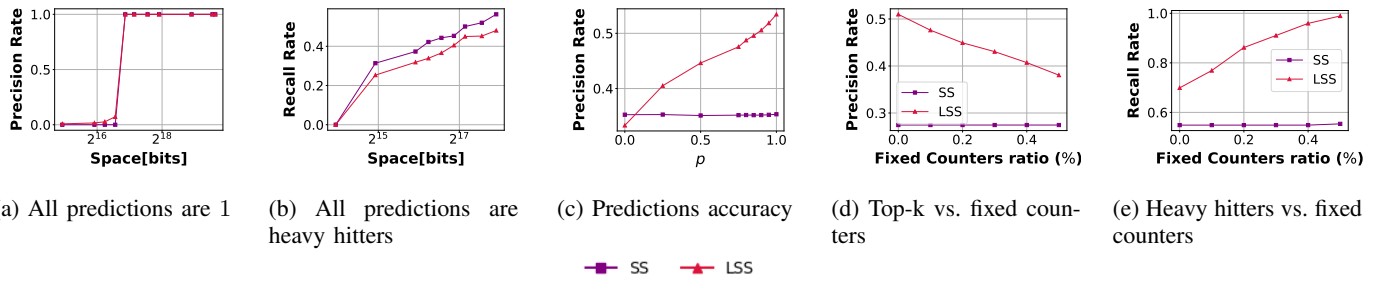 Precision Rate
1.0
0.5
0.0
2^16
2^18
Space[bits]
Recall Rate
0.4
0.2
0.0
2^15
2^17
Space[bits]
Precision Rate
0.5
0.4
0.0
0.5
1.0
p
Precision Rate
0.5
0.4
0.3
SS
LSS
0.0
0.2
0.4
Fixed Counters ratio (%)
Recall Rate
1.0
0.8
0.6
SS
LSS
0.0
0.2
0.4
Fixed Counters ratio (%)
a) All predictions are 1
(b) All predictions are
heavy hitters
(c) Predictions accuracy
(d) Top-k vs. fixed coun-
ters
(e) Heavy hitters vs. fixed
counters
SS
LSS